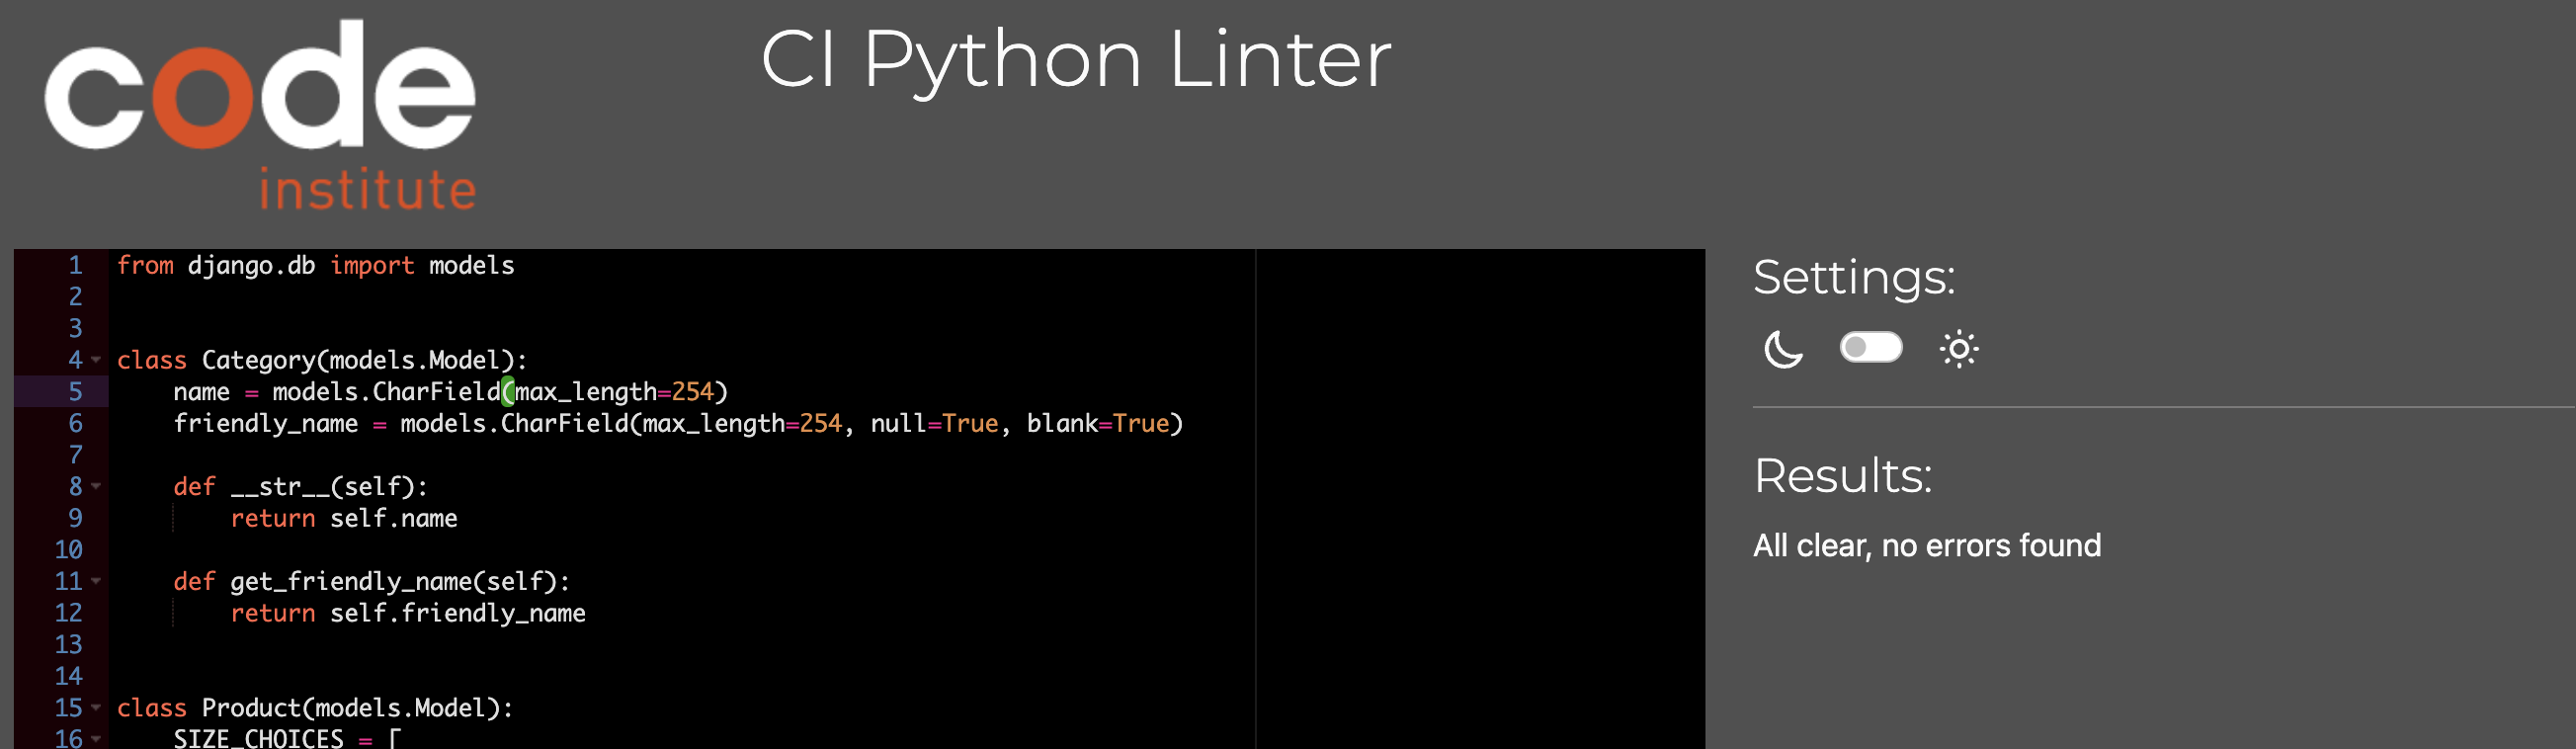 code
institute
CI Python Linter
1 from django.db import models
2
3
4 class Category(models.Model):
5     name = models.CharField(max_length=254)
6     friendly_name = models.CharField(max_length=254, null=True, blank=True)
7
8     def __str__(self):
9         return self.name
10
11     def get_friendly_name(self):
12         return self.friendly_name
13
14
15 class Product(models.Model):
16     SIZE_CHOICES = [
Settings:
Results:
All clear, no errors found